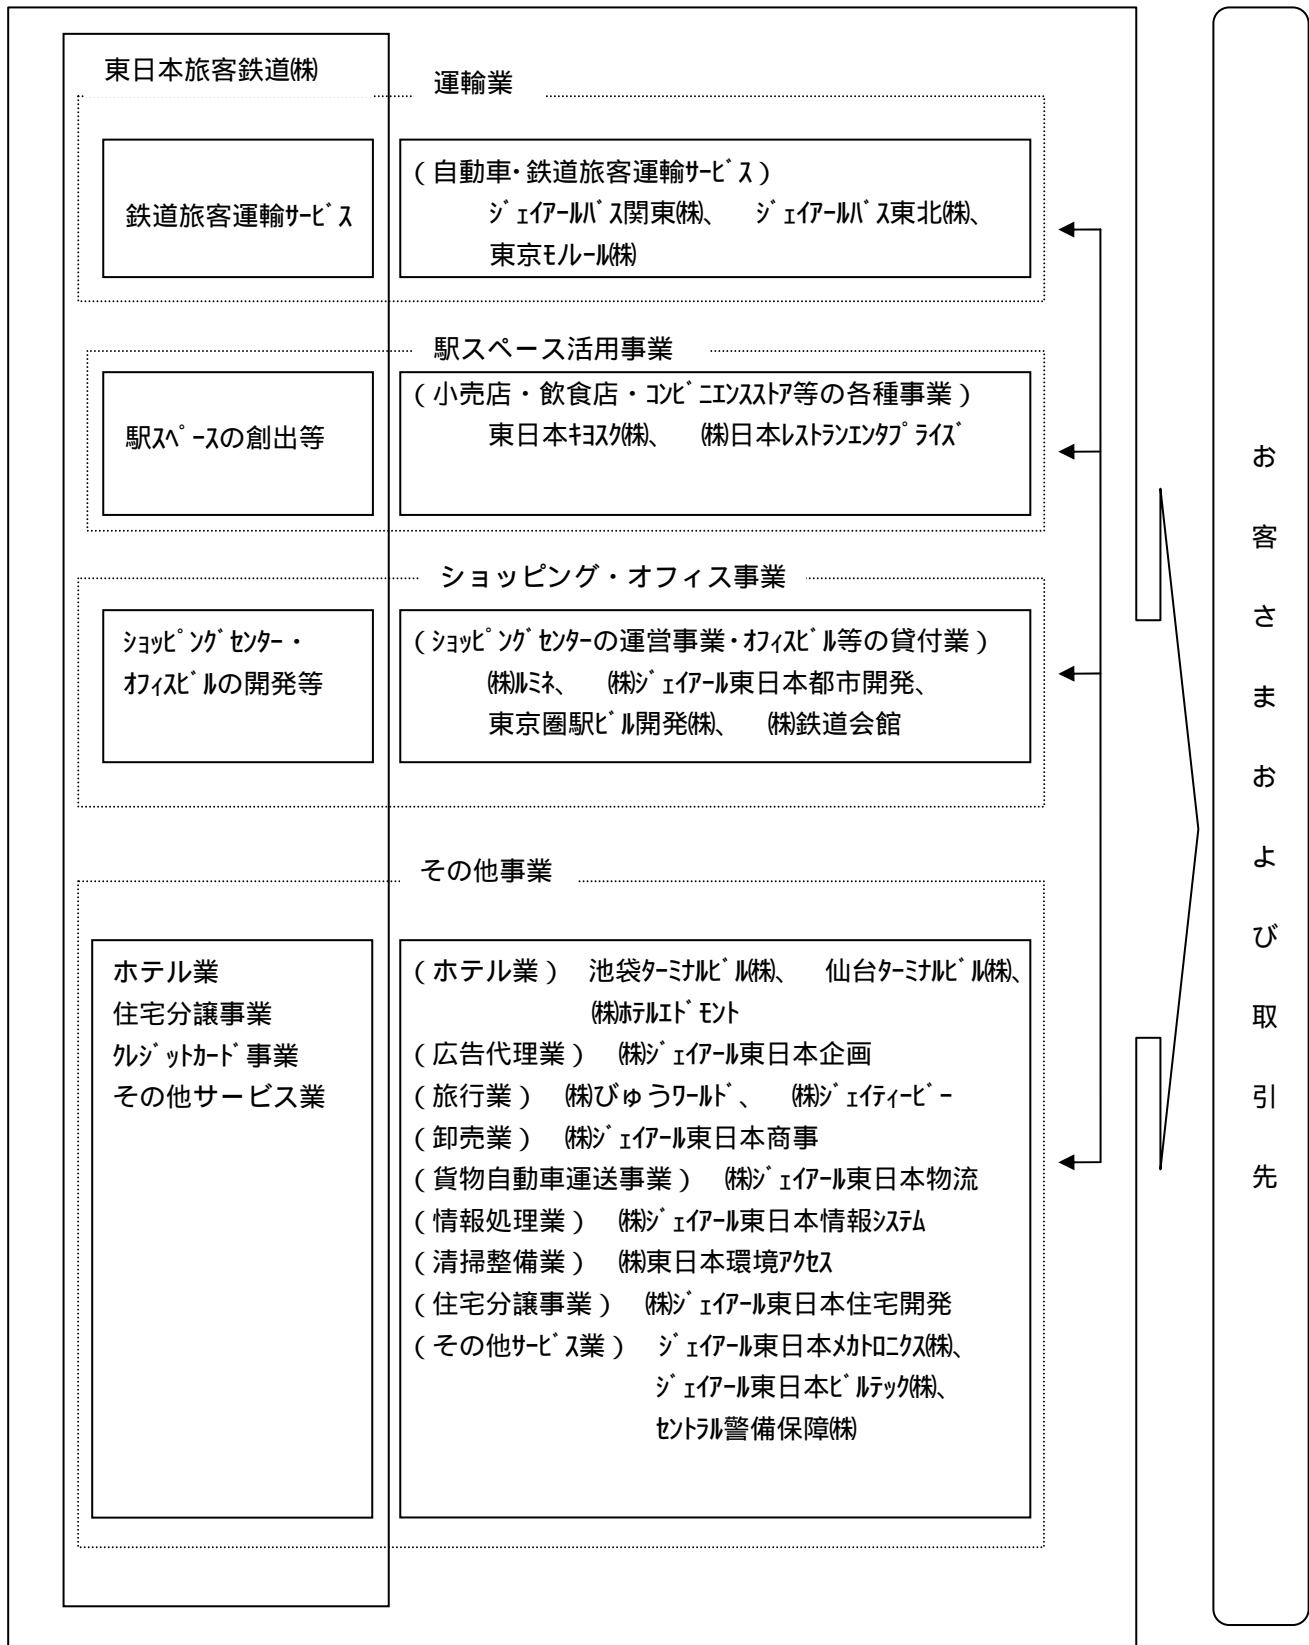 東日本旅客鉄道㈱
運輸業
鉄道旅客運輸ｻｰﾋﾞｽ
（自動車・鉄道旅客運輸ｻｰﾋﾞｽ）
ｼﾞｪｲｱｰﾙﾊﾞｽ関東㈱、　ｼﾞｪｲｱｰﾙﾊﾞｽ東北㈱、
東京ﾓﾉﾚｰﾙ㈱
駅スペース活用事業
駅ｽﾍﾟｰｽの創出等
（小売店・飲食店・ｺﾝﾋﾞﾆｴﾝｽｽﾄｱ等の各種事業）
東日本ｷﾖｽｸ㈱、　㈱日本ﾚｽﾄﾗﾝｴﾝﾀﾌﾟﾗｲｽﾞ
ショッピング・オフィス事業
ｼｮｯﾋﾟﾝｸﾞｾﾝﾀｰ・
ｵﾌｨｽﾋﾞﾙの開発等
（ｼｮｯﾋﾟﾝｸﾞｾﾝﾀｰの運営事業・ｵﾌｨｽﾋﾞﾙ等の貸付業）
㈱ﾙﾐﾈ、　㈱ｼﾞｪｲｱｰﾙ東日本都市開発、
東京圏駅ﾋﾞﾙ開発㈱、　㈱鉄道会館
その他事業
ホテル業
住宅分譲事業
ｸﾚｼﾞｯﾄｶｰﾄﾞ事業
その他サービス業
（ホテル業）　池袋ﾀｰﾐﾅﾙﾋﾞﾙ㈱、　仙台ﾀｰﾐﾅﾙﾋﾞﾙ㈱、
㈱ﾎﾃﾙｴﾄﾞﾓﾝﾄ
（広告代理業）　㈱ｼﾞｪｲｱｰﾙ東日本企画
（旅行業）　㈱びゅうﾜｰﾙﾄﾞ、　㈱ｼﾞｪｲﾃｨｰﾋﾞｰ
（卸売業）　㈱ｼﾞｪｲｱｰﾙ東日本商事
（貨物自動車運送事業）　㈱ｼﾞｪｲｱｰﾙ東日本物流
（情報処理業）　㈱ｼﾞｪｲｱｰﾙ東日本情報ｼｽﾃﾑ
（清掃整備業）　㈱東日本環境ｱｸｾｽ
（住宅分譲事業）　㈱ｼﾞｪｲｱｰﾙ東日本住宅開発
（その他ｻｰﾋﾞｽ業）　ｼﾞｪｲｱｰﾙ東日本ﾒｶﾄﾛﾆｸｽ㈱、
ｼﾞｪｲｱｰﾙ東日本ﾋﾞﾙﾃｯｸ㈱、
ｾﾝﾄﾗﾙ警備保障㈱
お客さまおよび取引先